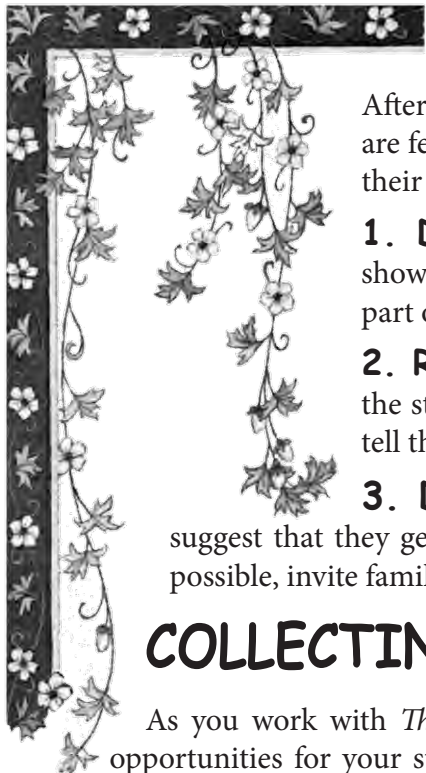 After
are fe
their
1. D
show
part o
2. R
the st
tell th
3. D
suggest that they ge
possible, invite famil
COLLECTIN
As you work with Th
opportunities for your st